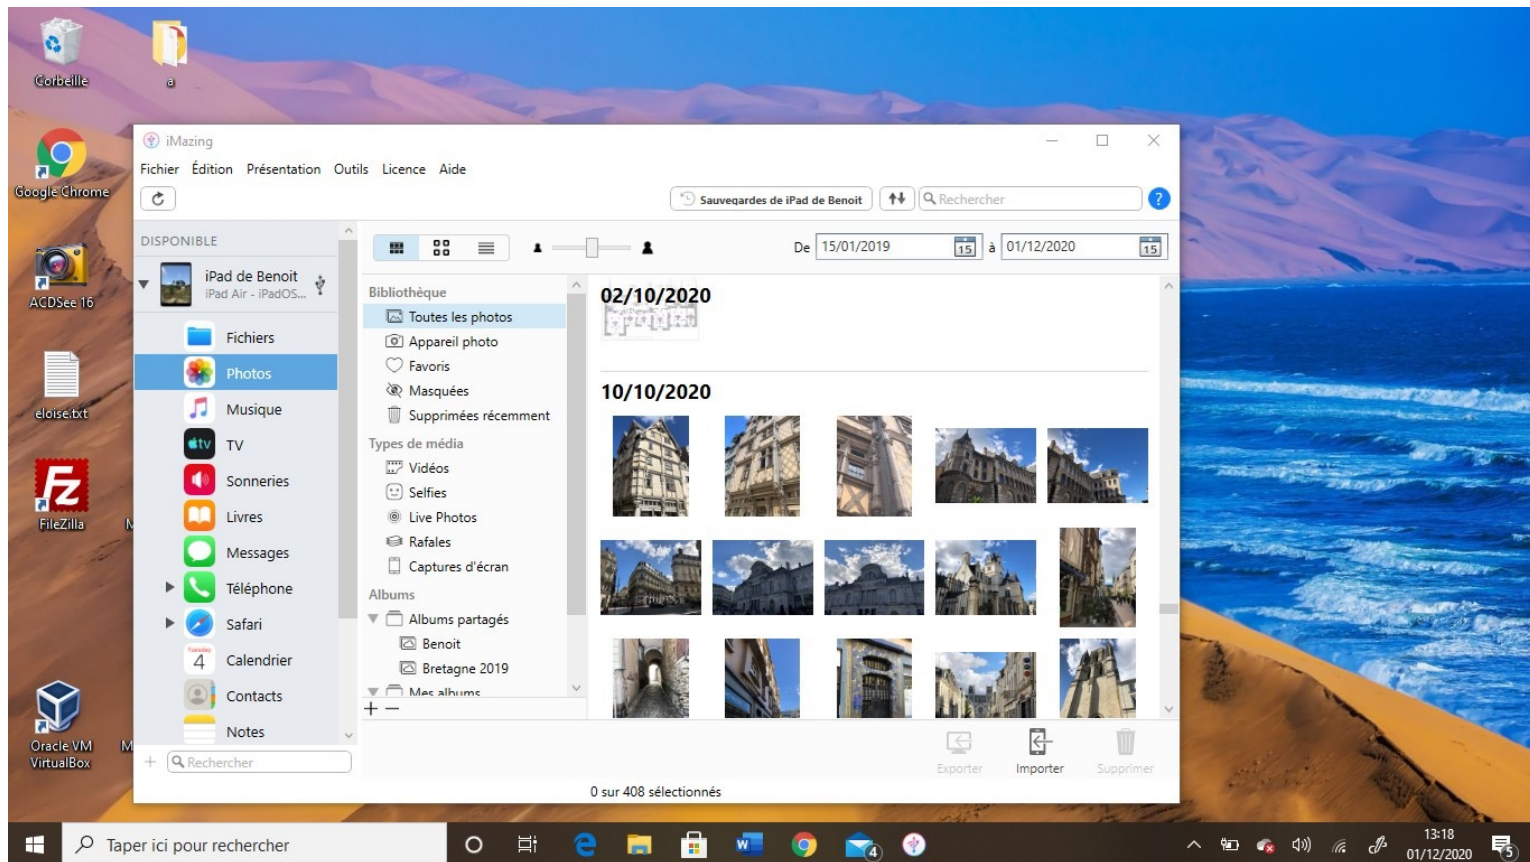 Corbeille
a
Google Chrome
ACDSee 16
eloise.txt
FileZilla
M
Oracle VM
VirtualBox
M
iMazing
Fichier Édition Présentation Outils Licence Aide
Sauvegardes de iPad de Benoit
Rechercher
?
DISPONIBLE
iPad de Benoit
iPad Air - iPadOS...
Fichiers
Photos
Musique
tv
TV
Sonneries
Livres
Messages
Téléphone
Safari
Tuesday
4
Calendrier
Contacts
Notes
Rechercher
De 15/01/2019 15 à 01/12/2020 15
Bibliothèque
Toutes les photos
Appareil photo
Favoris
Masquées
Supprimées récemment
Types de média
Vidéos
Selfies
Live Photos
Rafales
Captures d'écran
Albums
Albums partagés
Benoit
Bretagne 2019
Mes albums
02/10/2020
10/10/2020
Exporter Importer Supprimer
0 sur 408 sélectionnés
Taper ici pour rechercher
W
4
13:18
01/12/2020
5